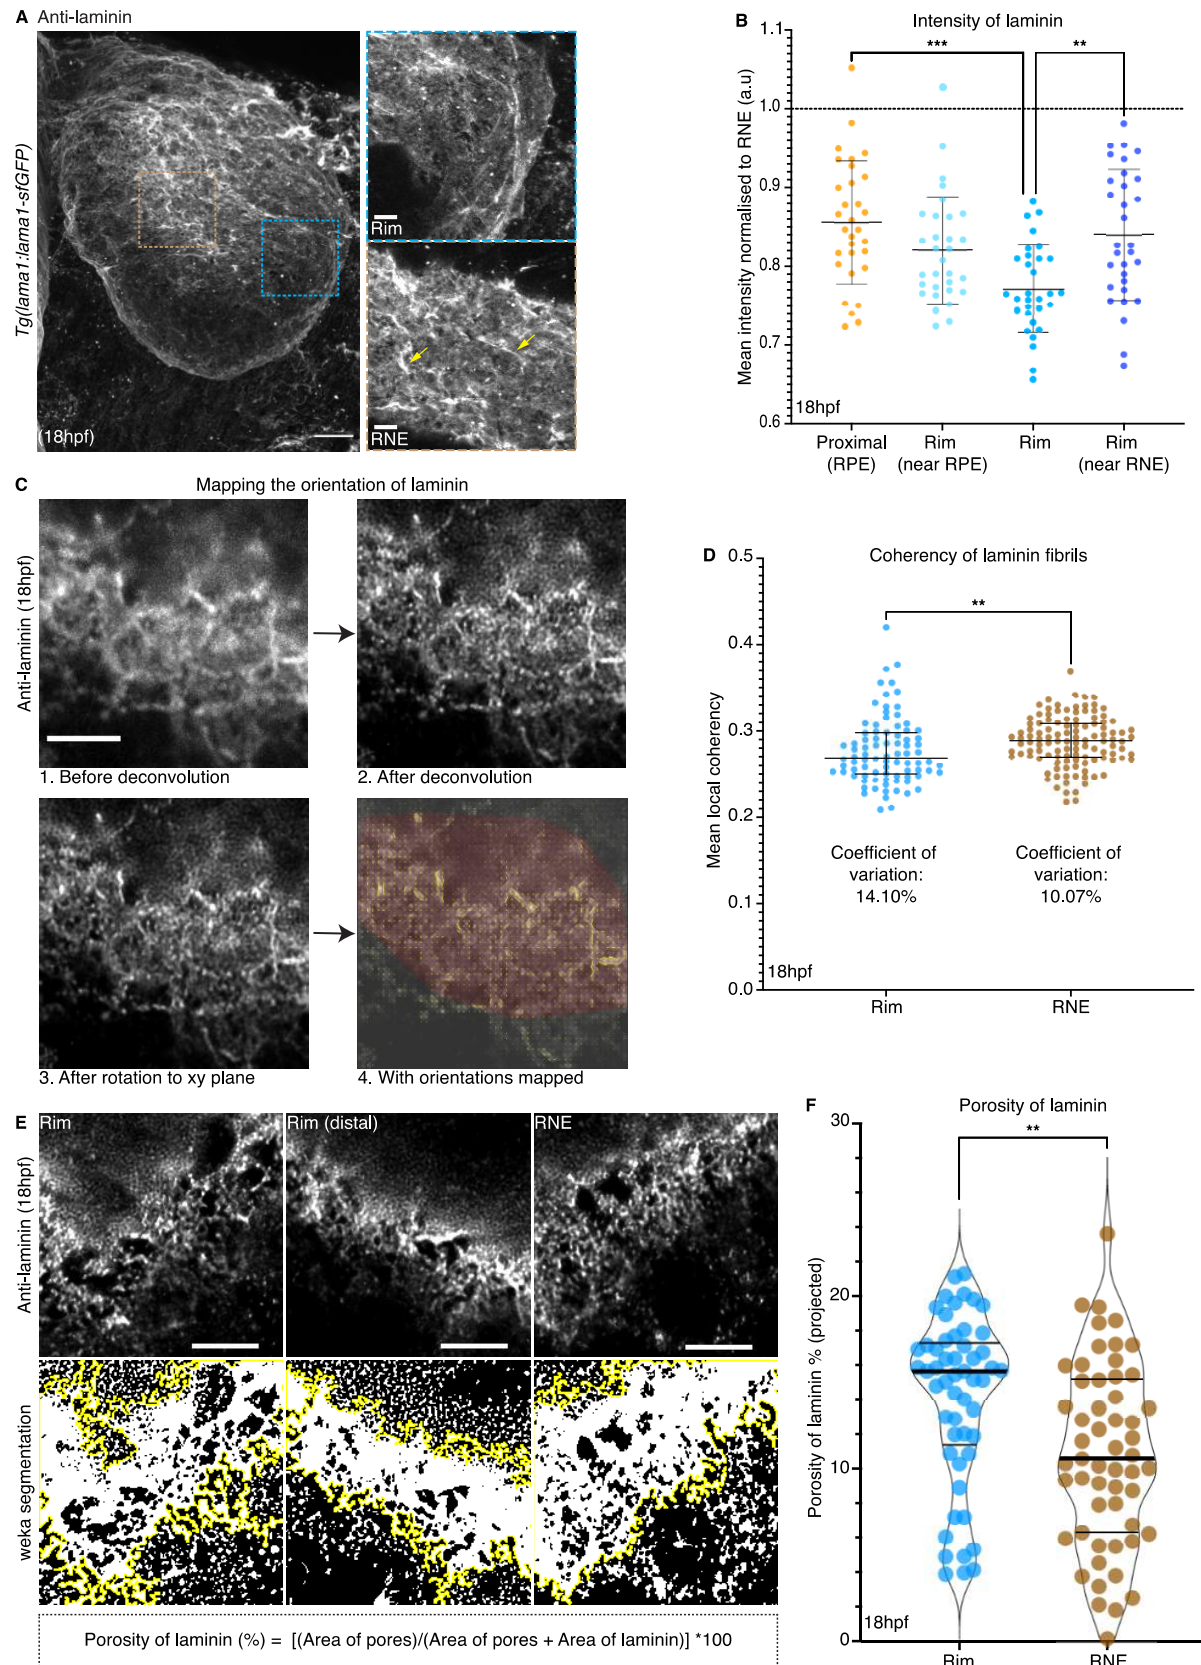 A Anti-laminin
Tg(lama1:lama1-sfGFP)
(18hpf)
Rim
RNE
B Intensity of laminin
Mean intensity normalised to RNE (a.u)
1.1
1.0
0.9
0.8
0.7
0.6
***
**
18hpf
Proximal (RPE)
Rim (near RPE)
Rim
Rim (near RNE)
C Mapping the orientation of laminin
Anti-laminin (18hpf)
1. Before deconvolution
2. After deconvolution
3. After rotation to xy plane
4. With orientations mapped
D Coherency of laminin fibrils
Mean local coherency
0.5
0.4
0.3
0.2
0.1
0.0
**
Coefficient of variation: 14.10%
Coefficient of variation: 10.07%
18hpf
Rim
RNE
E
Anti-laminin (18hpf)
Rim
Rim (distal)
RNE
weka segmentation
Porosity of laminin (%) = [(Area of pores)/(Area of pores + Area of laminin)] *100
F Porosity of laminin
Porosity of laminin % (projected)
30
20
10
0
**
18hpf
Rim
RNE